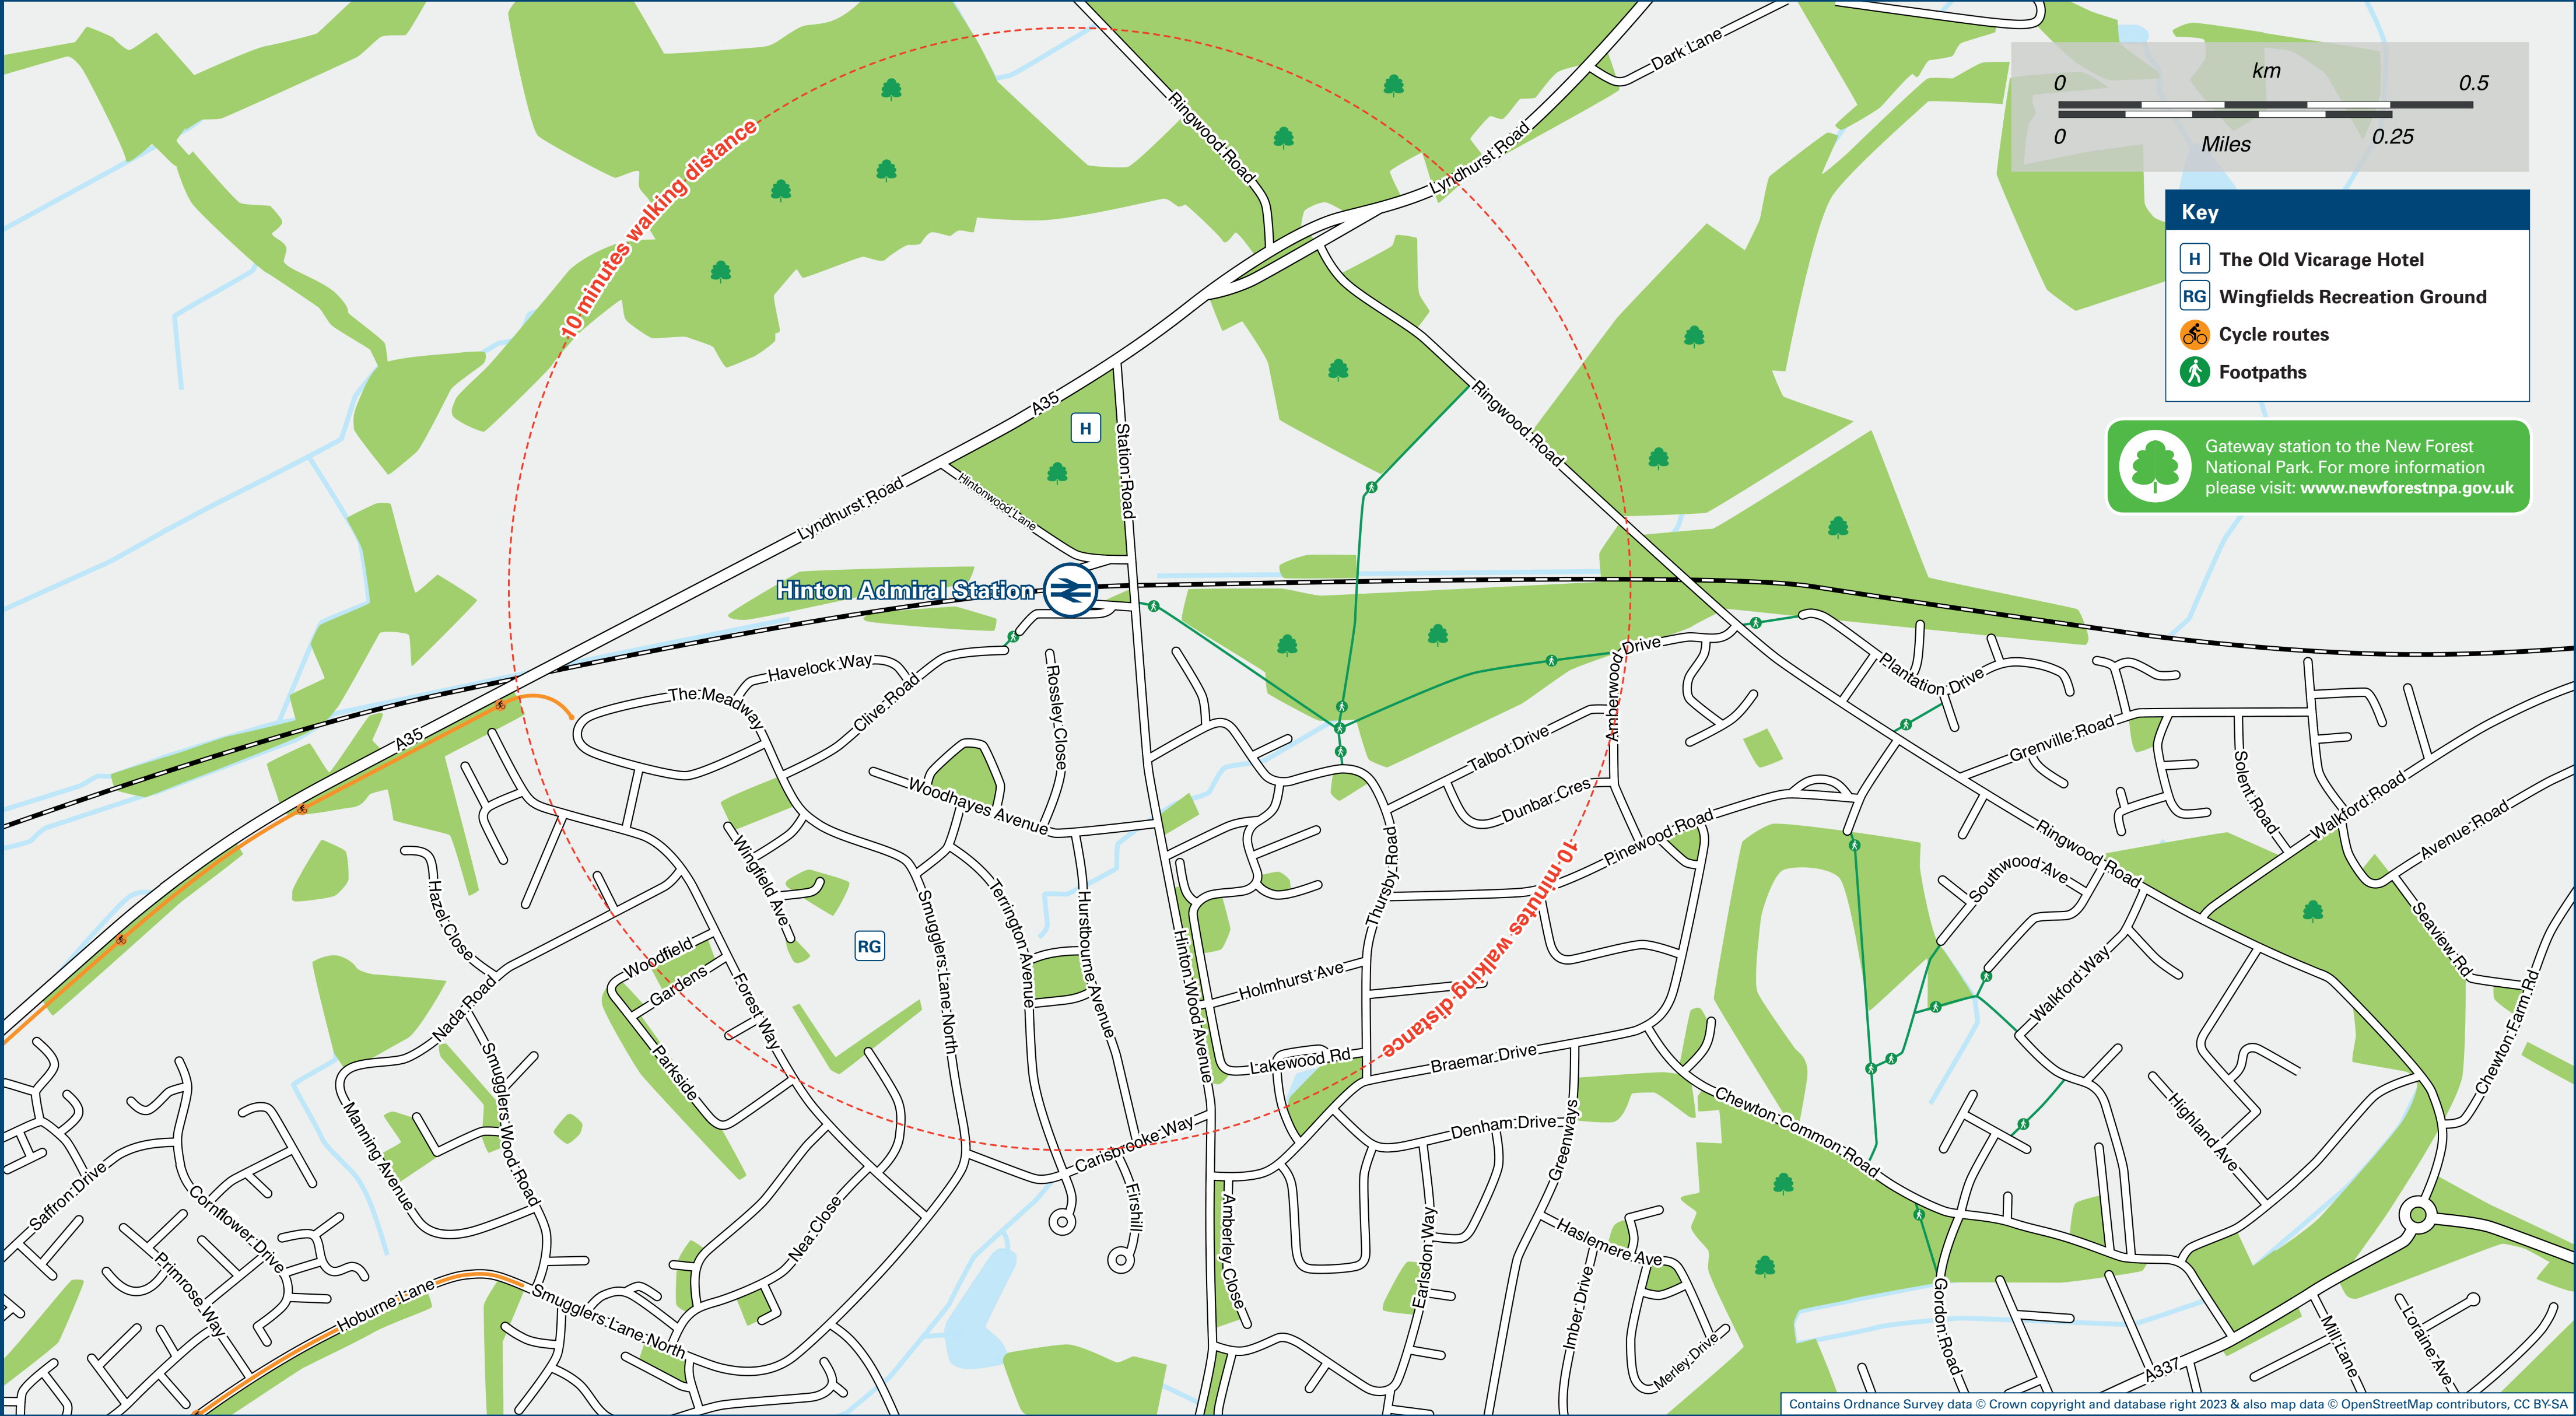 Dark Lane
Ringwood Road
Lyndhurst Road
km
0
0.5
0
0.25
Miles
10 minutes walking distance
Key
H
The Old Vicarage Hotel
RG
Wingfields Recreation Ground
Cycle routes
Footpaths
Gateway station to the New Forest
National Park. For more information
please visit: www.newforestnpa.gov.uk
A35
H
Station Road
Ringwood Road
Hintonwood Lane
Lyndhurst Road
Hinton Admiral Station
Havelock Way
The Meadway
Clive Road
Rossley Close
Amberwood Drive
Plantation Drive
A35
Talbot Drive
Grenville Road
Solent Road
Woodhayes Avenue
Dunbar Cres
Walkford Road
Avenue Road
Pinewood Road
Ringwood Road
Wingfield Ave
Thursby Road
Southwood Ave
Hazel Close
RG
Smugglers Lane North
Terrington Avenue
Hurstbourne Avenue
Hinton Wood Avenue
10 minutes walking distance
Seaview Rd
Woodfield
Gardens
Forest Way
Holmhurst Ave
Walkford Way
Chewton Farm Rd
Nada Road
Smugglers Wood Road
Parkside
Lakewood Rd
Braemar Drive
Manning Avenue
Chewton Common Road
Highland Ave
Denham Drive
Greenways
Carisbrooke Way
Saffron Drive
Cornflower Drive
Primrose Way
Nea Close
Firshill
Amberley Close
Earlsdon Way
Haslemere Ave
Imber Drive
Merley Drive
Hoburne Lane
Smugglers Lane North
Gordon Road
A337
Mill Lane
Loraine Ave
Contains Ordnance Survey data © Crown copyright and database right 2023 & also map data © OpenStreetMap contributors, CC BY-SA